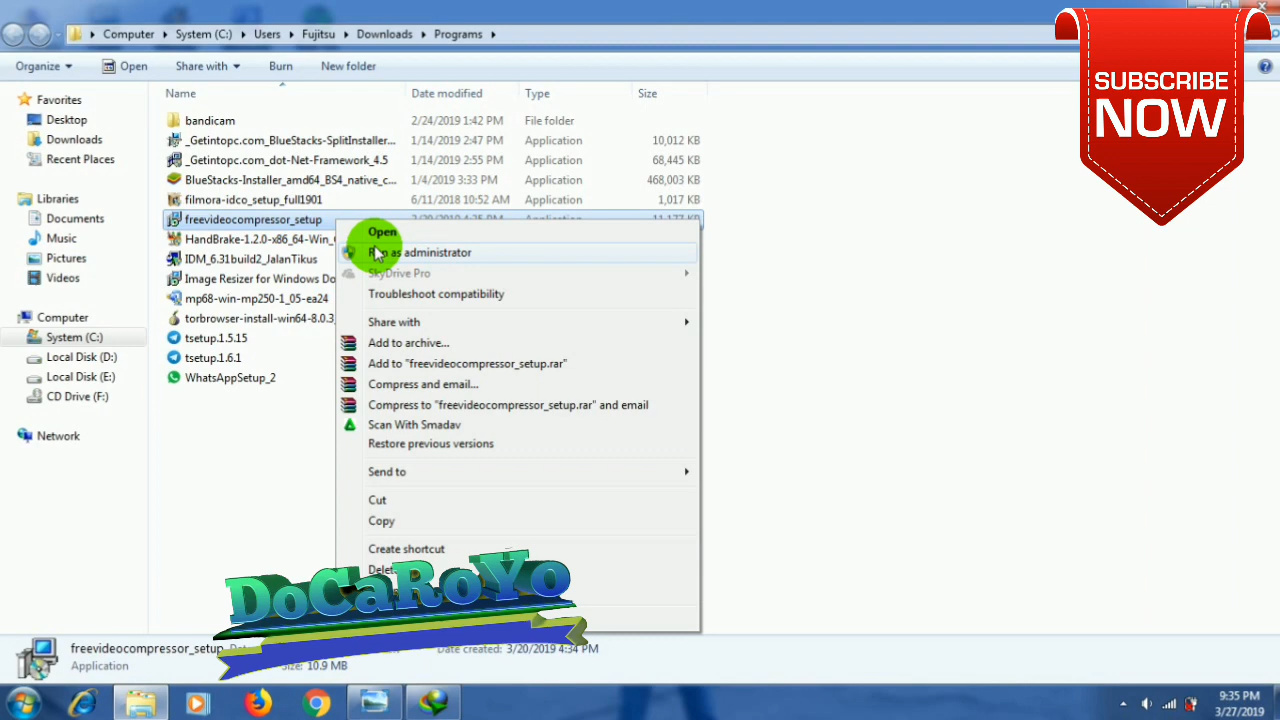 Computer System (C:) Users Fujitsu Downloads Programs
SUBSCRIBE
NOW
Organize Open Share with Burn New folder
Name Date modified Type Size
Favorites
Desktop
Downloads
Recent Places
Libraries
Documents
Music
Pictures
Videos
Computer
System (C:)
Local Disk (D:)
Local Disk (E:)
CD Drive (F:)
Network
bandicam 2/24/2019 1:42 PM File folder
_Getintopc.com_BlueStacks-SplitInstaller... 1/14/2019 2:47 PM Application 10,012 KB
_Getintopc.com_dot-Net-Framework_4.5 1/14/2019 2:55 PM Application 68,445 KB
BlueStacks-Installer_amd64_BS4_native_c... 1/4/2019 3:33 PM Application 468,003 KB
filmora-idco_setup_full1901 6/11/2018 10:52 AM Application 1,017 KB
freevideocompressor_setup
HandBrake-1.2.0-x86_64-Win_
IDM_6.31build2_JalanTikus
Image Resizer for Windows Do
mp68-win-mp250-1_05-ea24
torbrowser-install-win64-8.0.3_
tsetup.1.5.15
tsetup.1.6.1
WhatsAppSetup_2
Open
Run as administrator
SkyDrive Pro
Troubleshoot compatibility
Share with
Add to archive...
Add to "freevideocompressor_setup.rar"
Compress and email...
Compress to "freevideocompressor_setup.rar" and email
Scan With Smadav
Restore previous versions
Send to
Cut
Copy
Create shortcut
Delete
DoCaRoYo
freevideocompressor_setup Date created: 3/20/2019 4:34 PM
Application Size: 10.9 MB
9:35 PM
3/27/2019